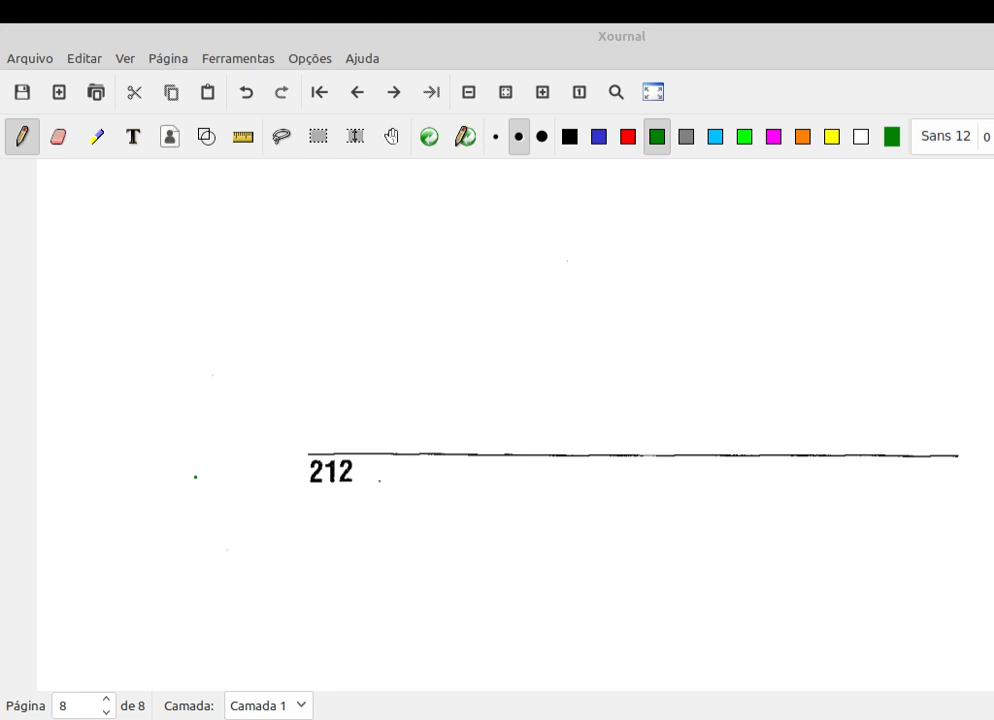 Xournal
Arquivo Editar Ver Página Ferramentas Opções Ajuda
T Sans 12 0
212
Página 8 de 8 Camada: Camada 1